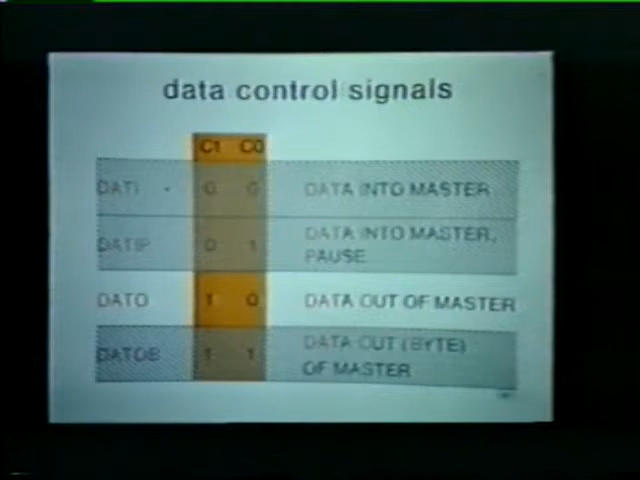 data control signals
C1 C0
DATI - 0 0 DATA INTO MASTER
DATIP 0 1 DATA INTO MASTER,
PAUSE
DATO 1 0 DATA OUT OF MASTER
DATOB 1 1 DATA OUT (BYTE)
OF MASTER